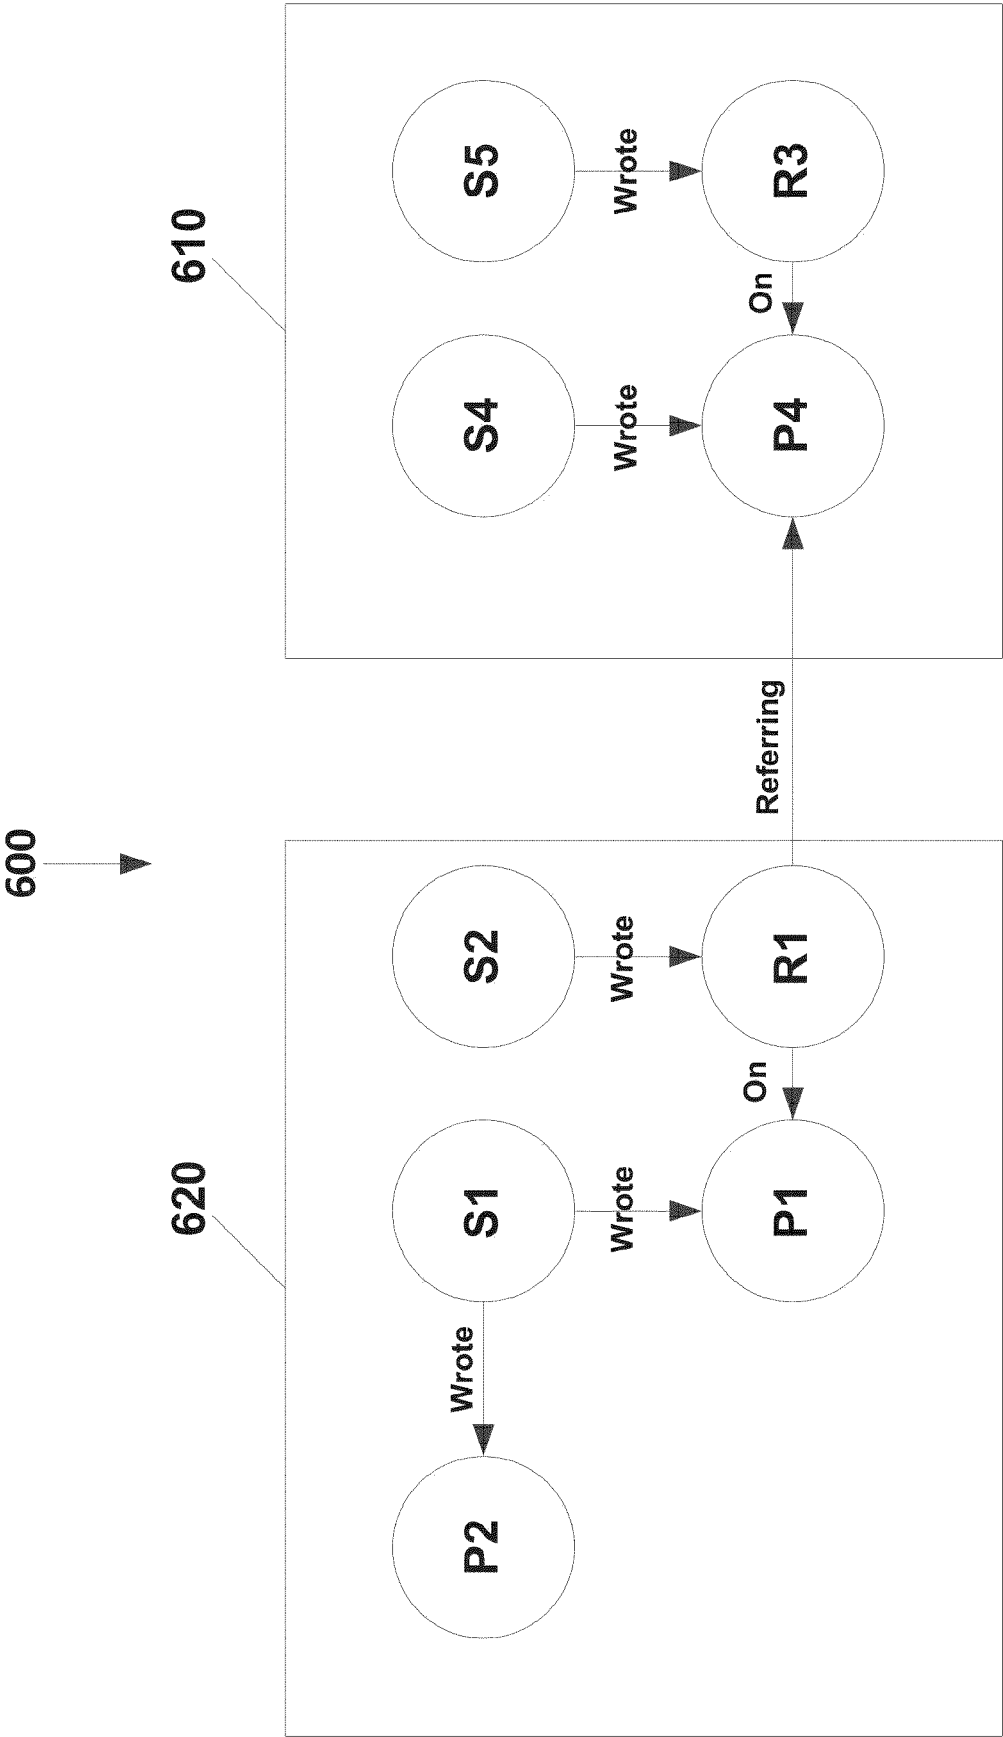 600
620
610
Wrote
P2
S1
S2
S4
S5
Wrote
Wrote
Wrote
Wrote
On
Referring
On
P1
R1
P4
R3